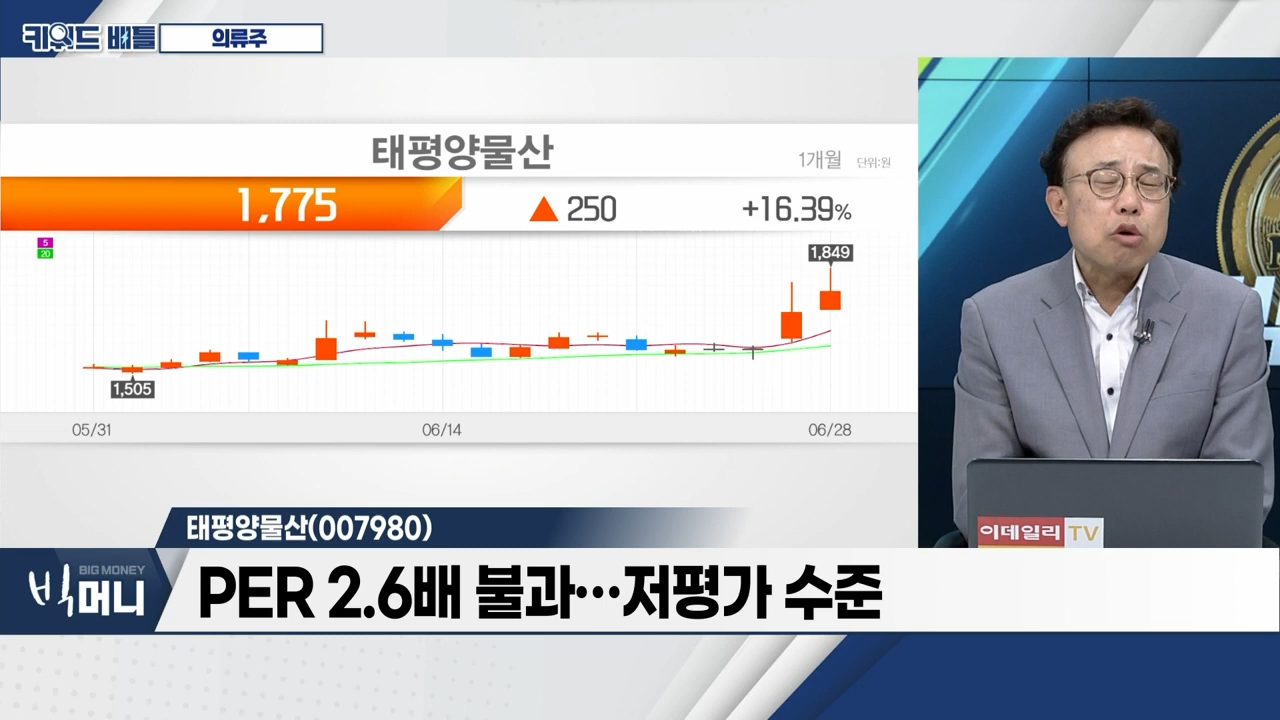 키워드 배틀
의류주
태평양물산
1개월 단위:원
1,775 ▲ 250 +16.39%
5
20
1,849
1,505
05/31 06/14 06/28
태평양물산(007980)
이데일리 TV
BIG MONEY
빅머니
PER 2.6배 불과…저평가 수준